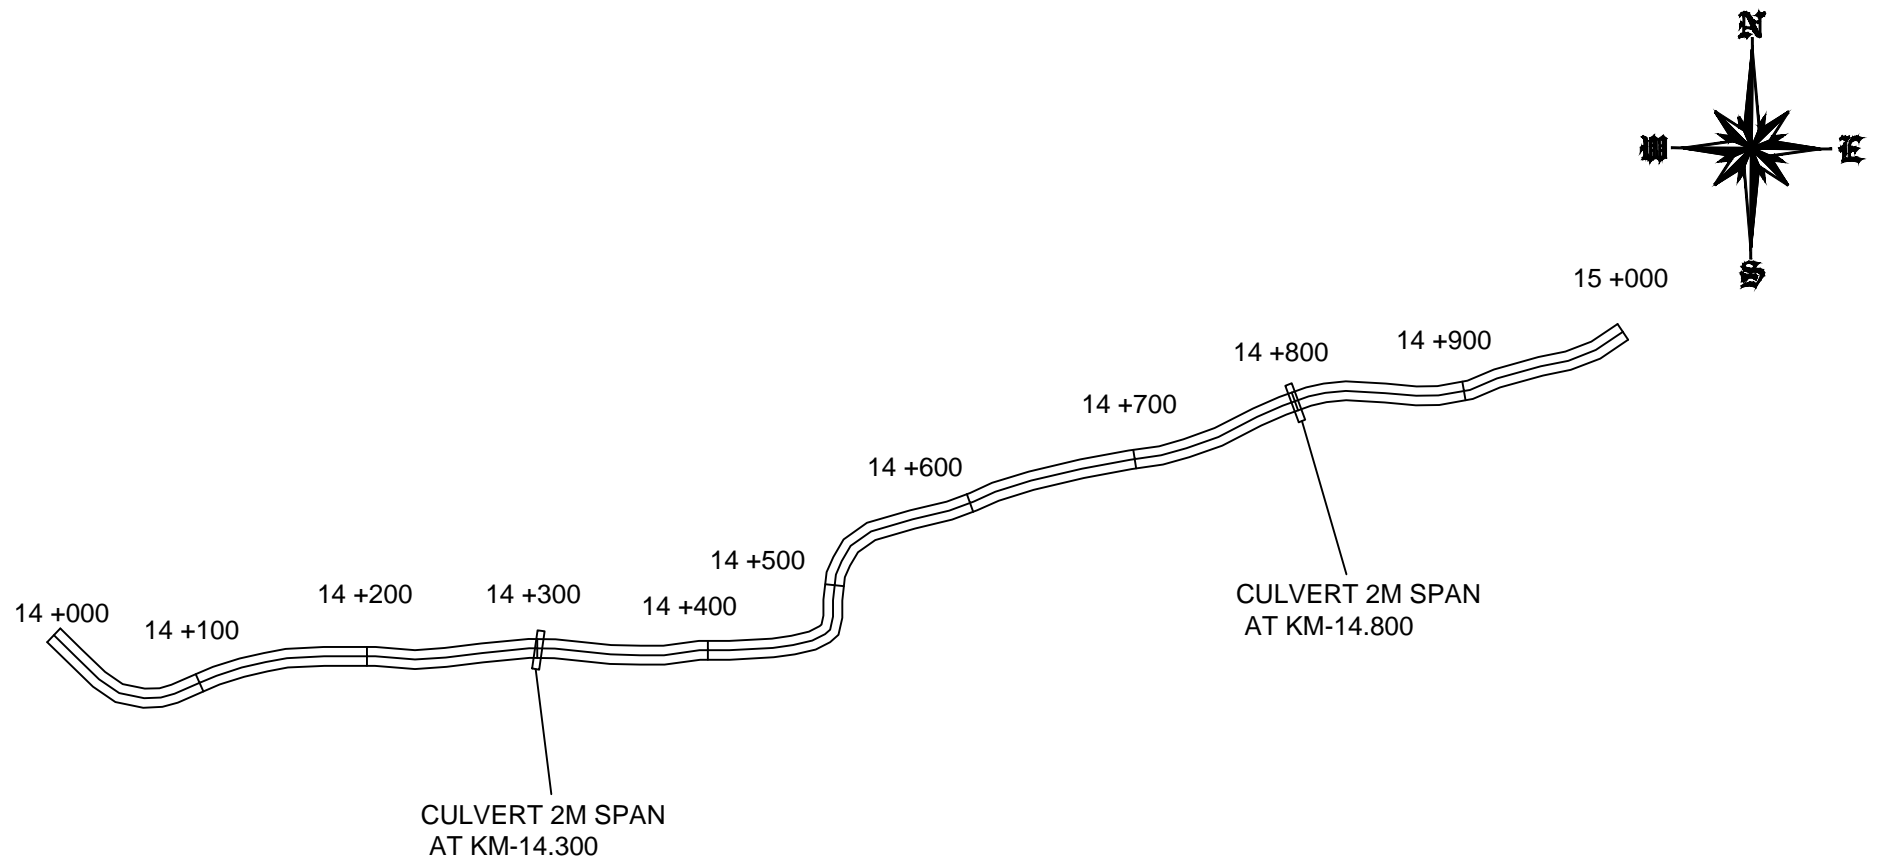 N
W
E
S
15 +000
14 +900
14 +800
14 +700
14 +600
14 +500
14 +400
14 +300
14 +200
14 +100
14 +000
CULVERT 2M SPAN
AT KM-14.800
CULVERT 2M SPAN
AT KM-14.300